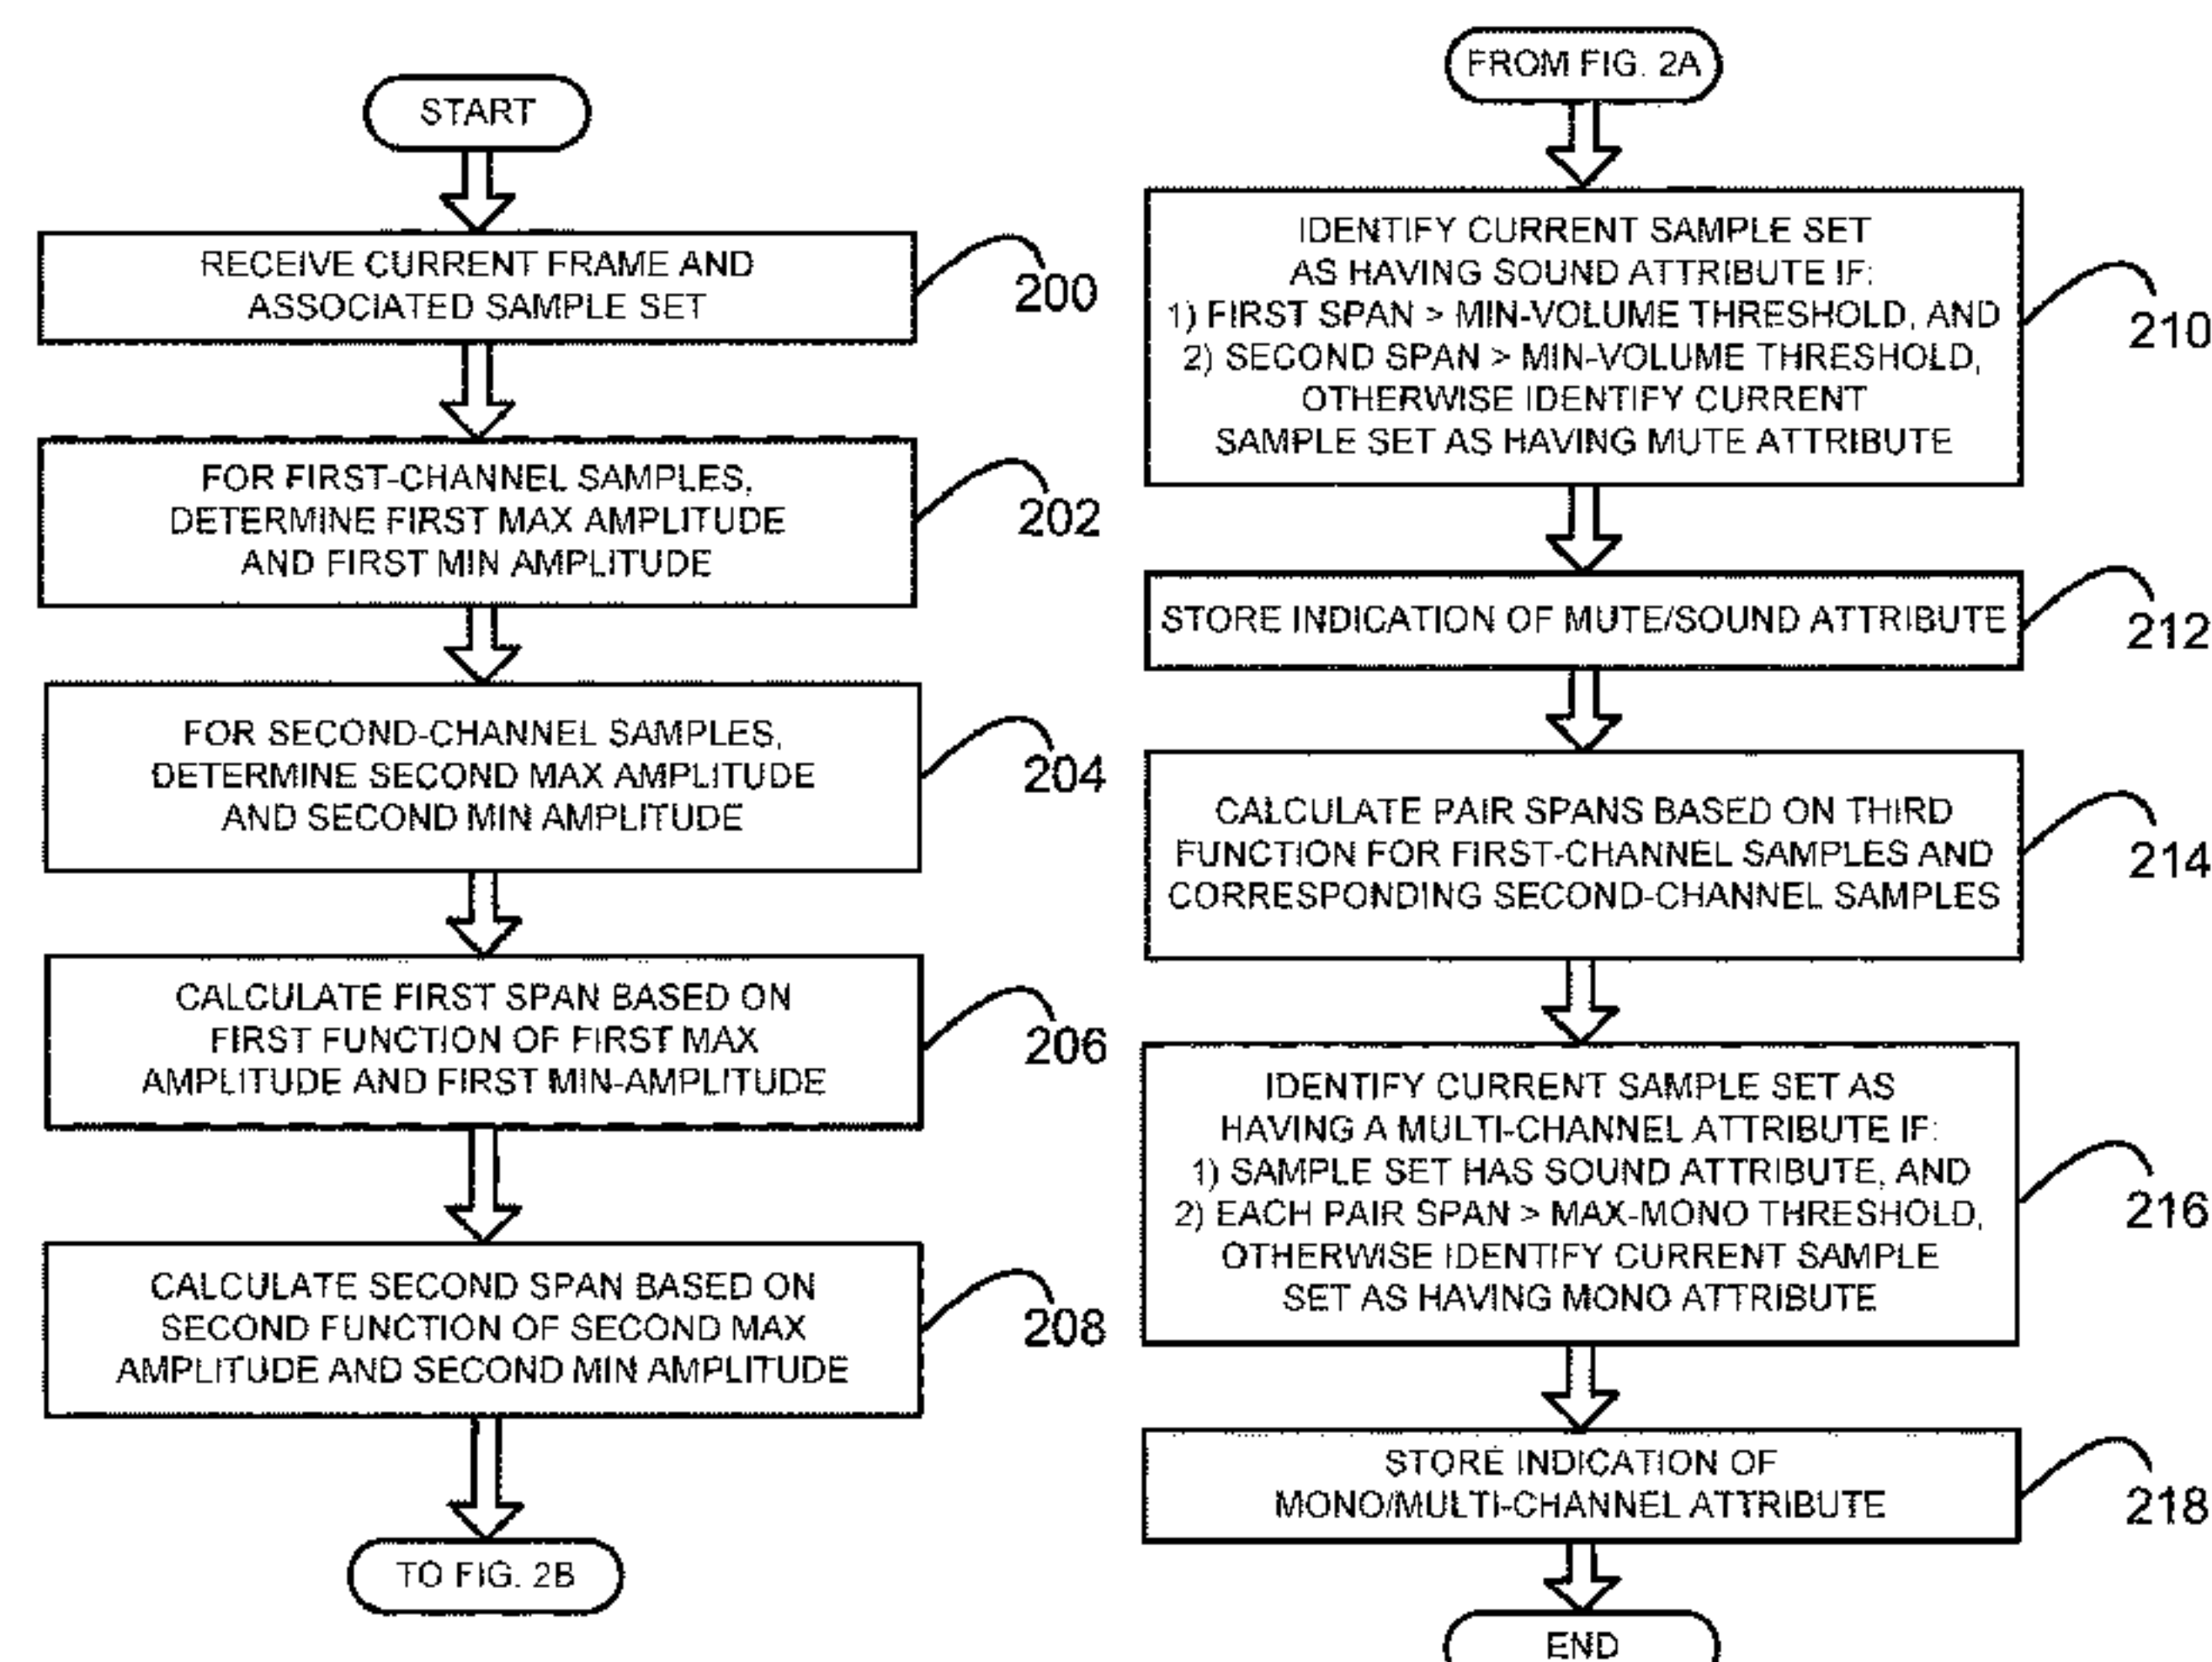 START
RECEIVE CURRENT FRAME AND
ASSOCIATED SAMPLE SET
200
FOR FIRST-CHANNEL SAMPLES,
DETERMINE FIRST MAX AMPLITUDE
AND FIRST MIN AMPLITUDE
202
FOR SECOND-CHANNEL SAMPLES,
DETERMINE SECOND MAX AMPLITUDE
AND SECOND MIN AMPLITUDE
204
CALCULATE FIRST SPAN BASED ON
FIRST FUNCTION OF FIRST MAX
AMPLITUDE AND FIRST MIN-AMPLITUDE
206
CALCULATE SECOND SPAN BASED ON
SECOND FUNCTION OF SECOND MAX
AMPLITUDE AND SECOND MIN AMPLITUDE
208
TO FIG. 2B
FROM FIG. 2A
IDENTIFY CURRENT SAMPLE SET
AS HAVING SOUND ATTRIBUTE IF:
1) FIRST SPAN > MIN-VOLUME THRESHOLD, AND
2) SECOND SPAN > MIN-VOLUME THRESHOLD,
OTHERWISE IDENTIFY CURRENT
SAMPLE SET AS HAVING MUTE ATTRIBUTE
210
STORE INDICATION OF MUTE/SOUND ATTRIBUTE
212
CALCULATE PAIR SPANS BASED ON THIRD
FUNCTION FOR FIRST-CHANNEL SAMPLES AND
CORRESPONDING SECOND-CHANNEL SAMPLES
214
IDENTIFY CURRENT SAMPLE SET AS
HAVING A MULTI-CHANNEL ATTRIBUTE IF:
1) SAMPLE SET HAS SOUND ATTRIBUTE, AND
2) EACH PAIR SPAN > MAX-MONO THRESHOLD,
OTHERWISE IDENTIFY CURRENT SAMPLE
SET AS HAVING MONO ATTRIBUTE
216
STORE INDICATION OF
MONO/MULTI-CHANNEL ATTRIBUTE
218
END